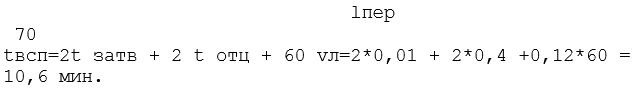 lпер
70
tвсп=2t затв + 2 t отц + 60 vл=2*0,01 + 2*0,4 +0,12*60 =
10,6 мин.